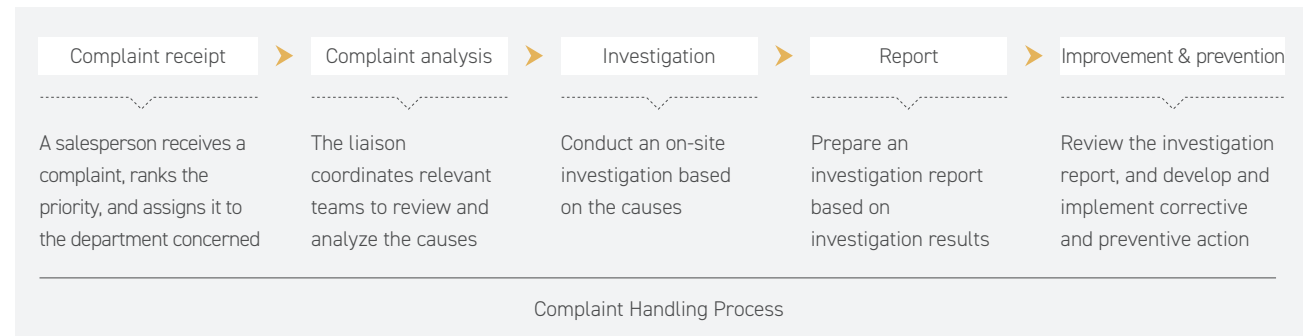 Complaint receipt
Complaint analysis
Investigation
Report
Improvement & prevention
A salesperson receives a
complaint, ranks the
priority, and assigns it to
the department concerned
The liaison
coordinates relevant
teams to review and
analyze the causes
Conduct an on-site
investigation based
on the causes
Prepare an
investigation report
based on
investigation results
Review the investigation
report, and develop and
implement corrective
and preventive action
Complaint Handling Process